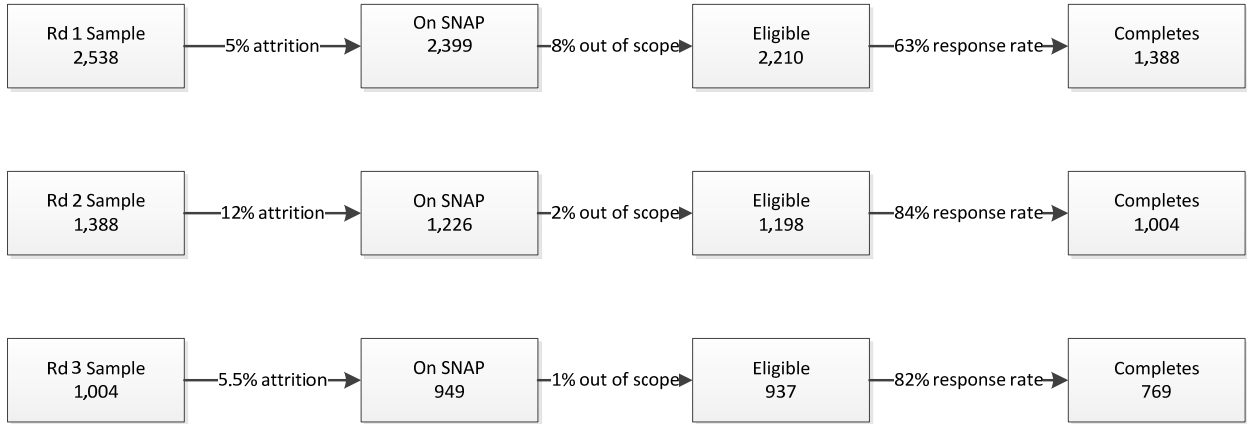 Rd 1 Sample
2,538
5% attrition
On SNAP
2,399
8% out of scope
Eligible
2,210
63% response rate
Completes
1,388
Rd 2 Sample
1,388
12% attrition
On SNAP
1,226
2% out of scope
Eligible
1,198
84% response rate
Completes
1,004
Rd 3 Sample
1,004
5.5% attrition
On SNAP
949
1% out of scope
Eligible
937
82% response rate
Completes
769